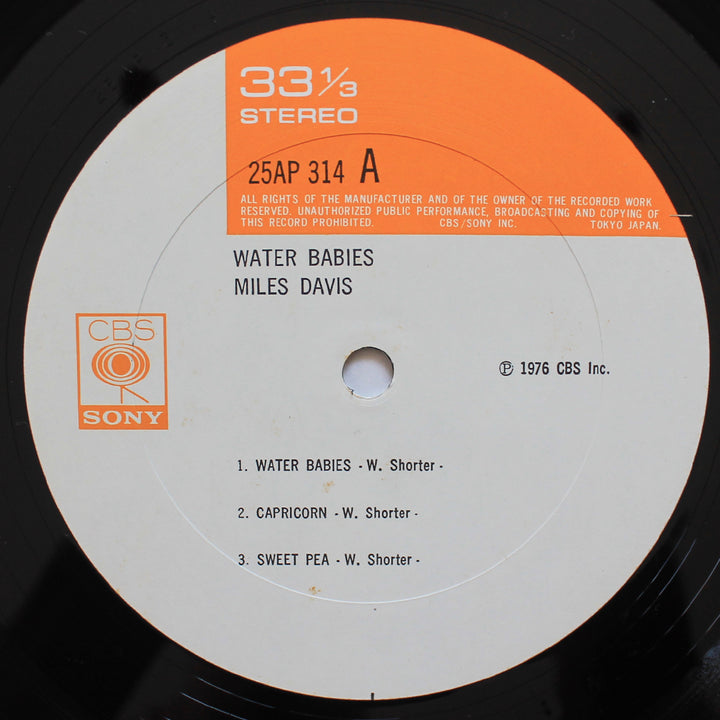 33 1/3
STEREO
25AP 314 A
ALL RIGHTS OF THE MANUFACTURER AND OF THE OWNER OF THE RECORDED WORK
RESERVED. UNAUTHORIZED PUBLIC PERFORMANCE, BROADCASTING AND COPYING OF
THIS RECORD PROHIBITED. CBS/SONY INC. TOKYO JAPAN.
WATER BABIES
MILES DAVIS
CBS
SONY
Ⓟ 1976 CBS Inc.
1. WATER BABIES - W. Shorter -
2. CAPRICORN - W. Shorter -
3. SWEET PEA - W. Shorter -